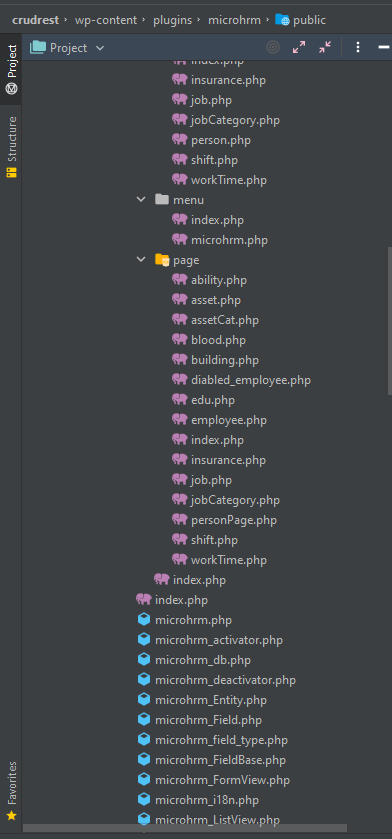 crudrest › wp-content › plugins › microhrm › public
Project
Project
Structure
Favorites
index.php
insurance.php
job.php
jobCategory.php
person.php
shift.php
workTime.php
menu
index.php
microhrm.php
page
ability.php
asset.php
assetCat.php
blood.php
building.php
diabled_employee.php
edu.php
employee.php
index.php
insurance.php
job.php
jobCategory.php
personPage.php
shift.php
workTime.php
index.php
index.php
microhrm.php
microhrm_activator.php
microhrm_db.php
microhrm_deactivator.php
microhrm_Entity.php
microhrm_Field.php
microhrm_field_type.php
microhrm_FieldBase.php
microhrm_FormView.php
microhrm_i18n.php
microhrm_ListView.php